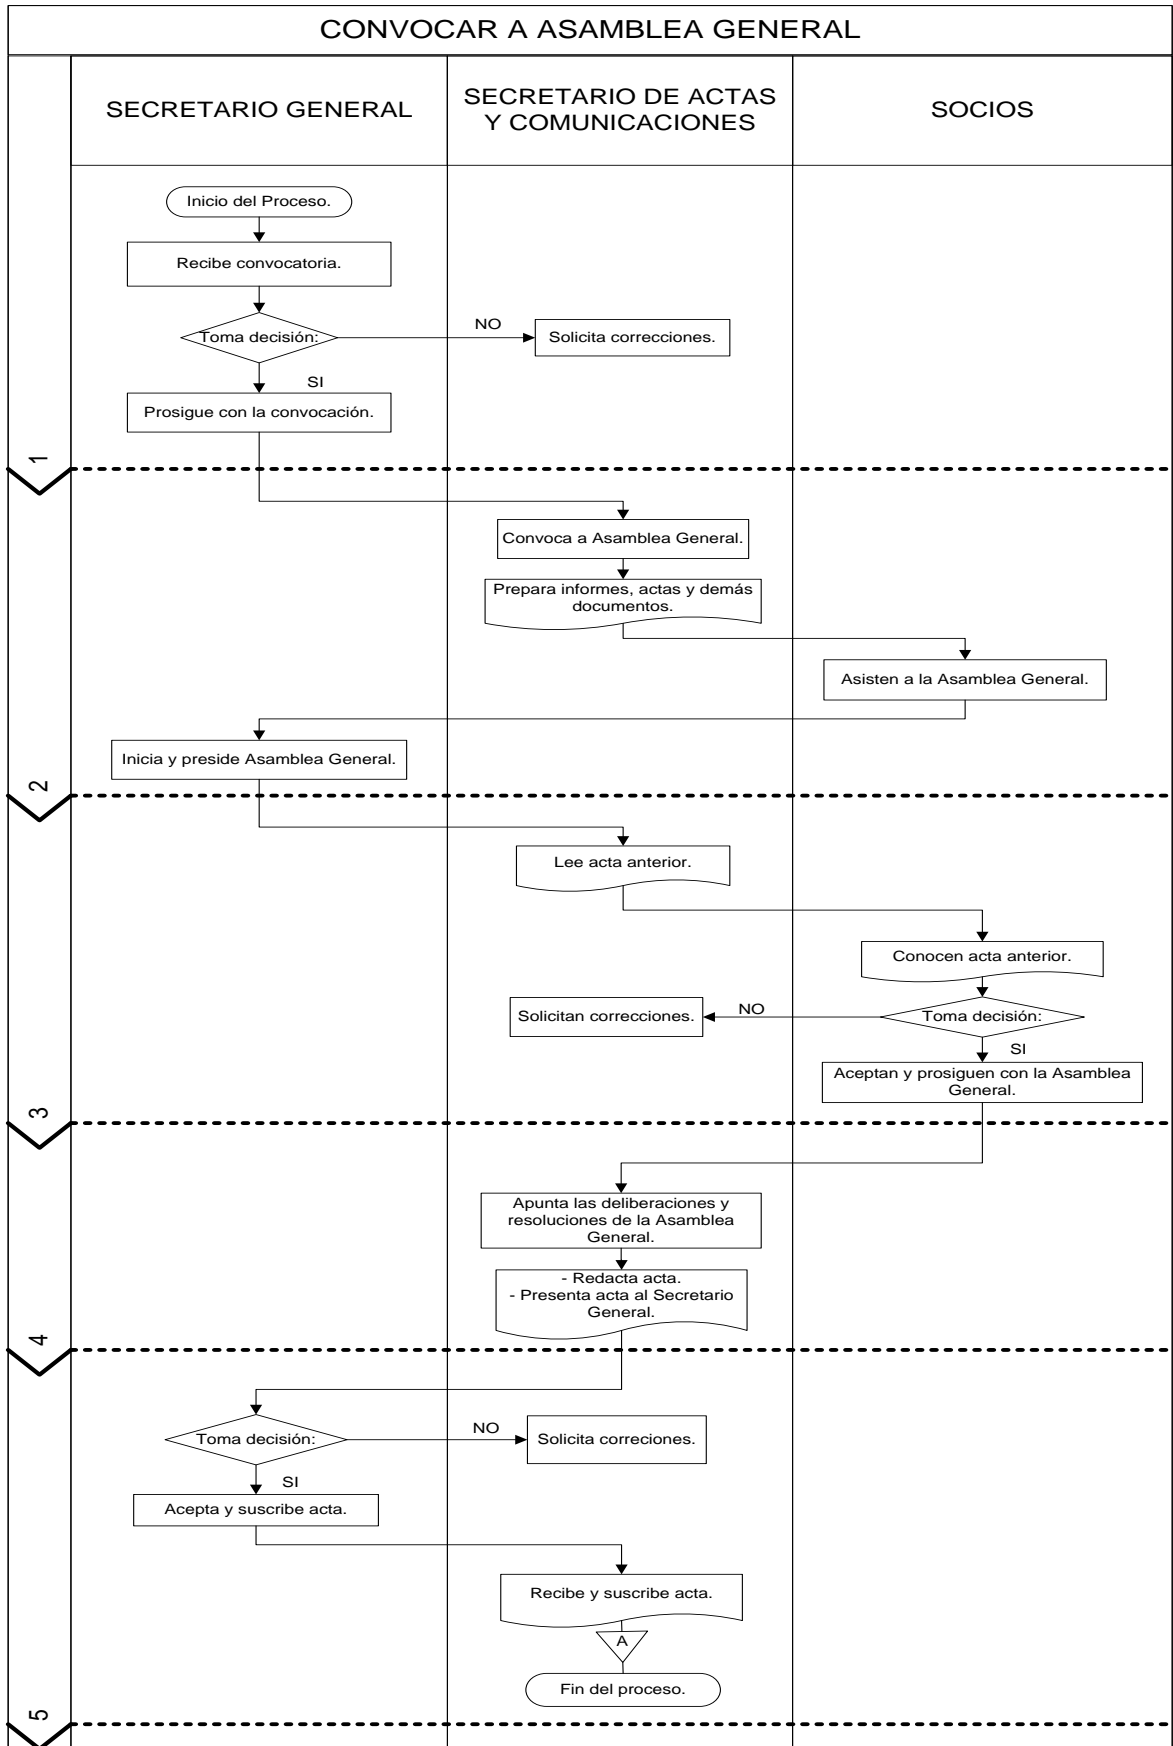 CONVOCAR A ASAMBLEA GENERAL
SECRETARIO GENERAL
SECRETARIO DE ACTAS
Y COMUNICACIONES
SOCIOS
Inicio del Proceso.
Recibe convocatoria.
Toma decisión:
NO
Solicita correcciones.
SI
Prosigue con la convocación.
1
Convoca a Asamblea General.
Prepara informes, actas y demás
documentos.
Asisten a la Asamblea General.
Inicia y preside Asamblea General.
2
Lee acta anterior.
Conocen acta anterior.
Solicitan correcciones.
NO
Toma decisión:
SI
Aceptan y prosiguen con la Asamblea
General.
3
Apunta las deliberaciones y
resoluciones de la Asamblea
General.
- Redacta acta.
- Presenta acta al Secretario
General.
4
Toma decisión:
NO
Solicita correciones.
SI
Acepta y suscribe acta.
Recibe y suscribe acta.
A
Fin del proceso.
5